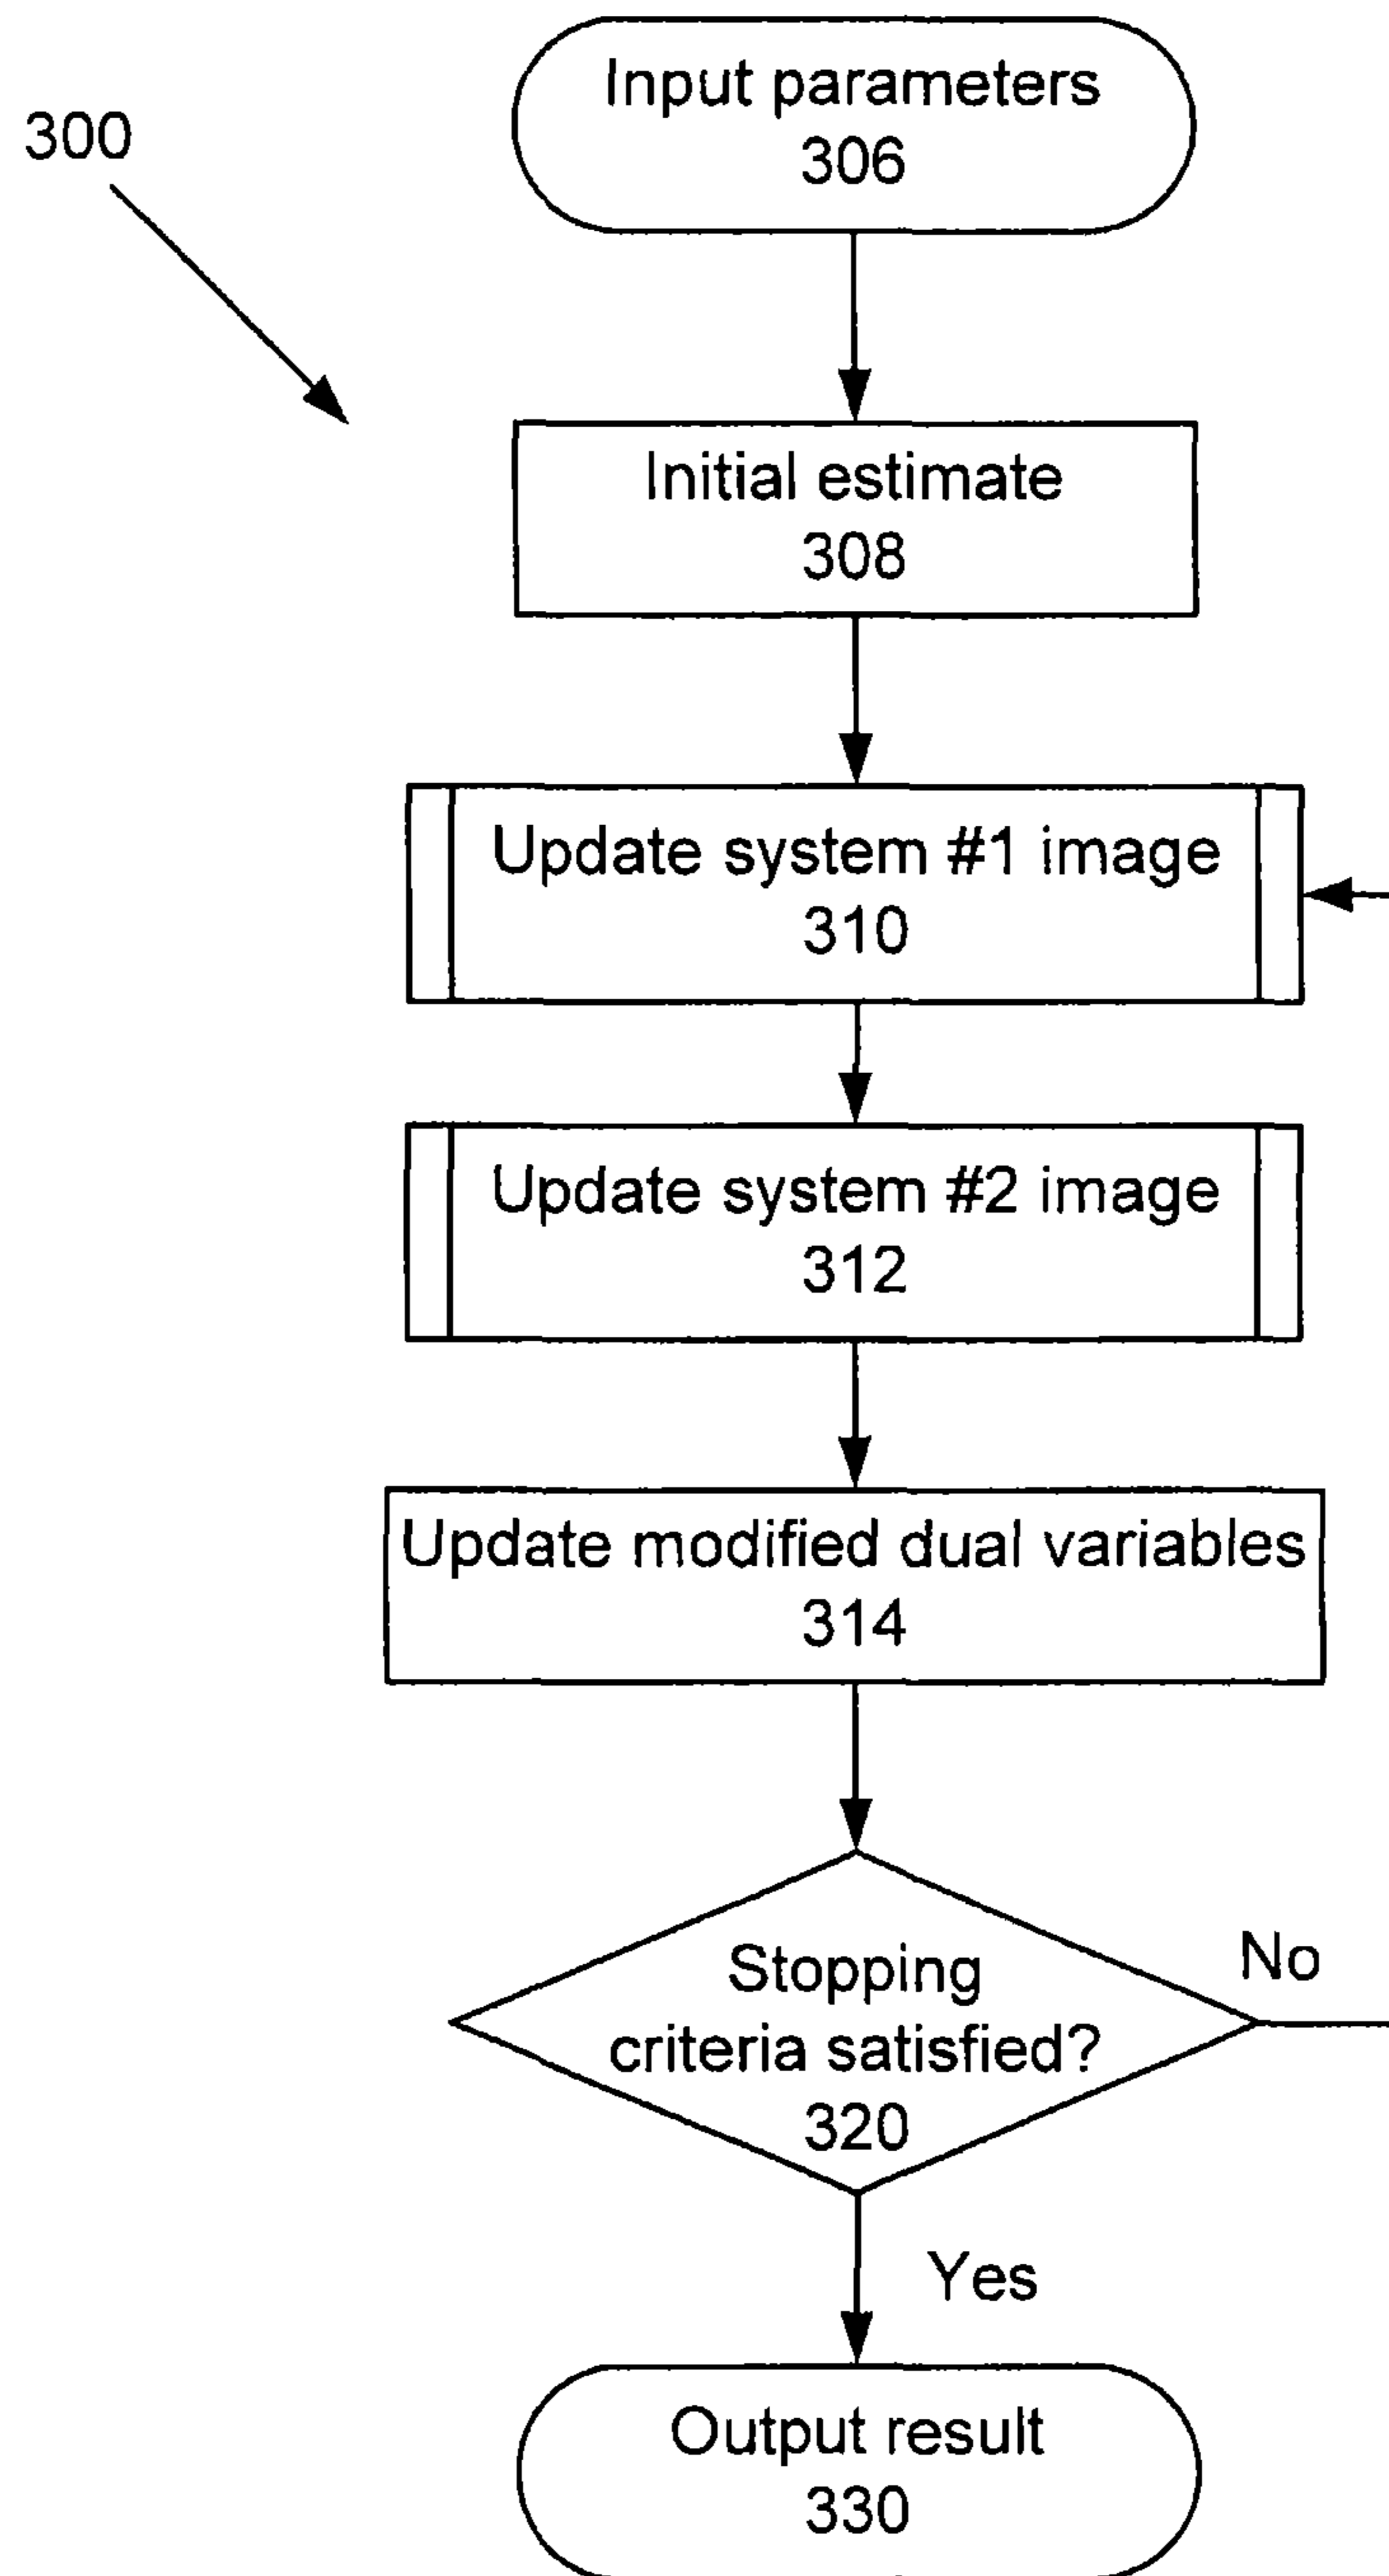 300
Input parameters
306
Initial estimate
308
Update system #1 image
310
Update system #2 image
312
Update modified dual variables
314
Stopping
criteria satisfied?
320
No
Yes
Output result
330